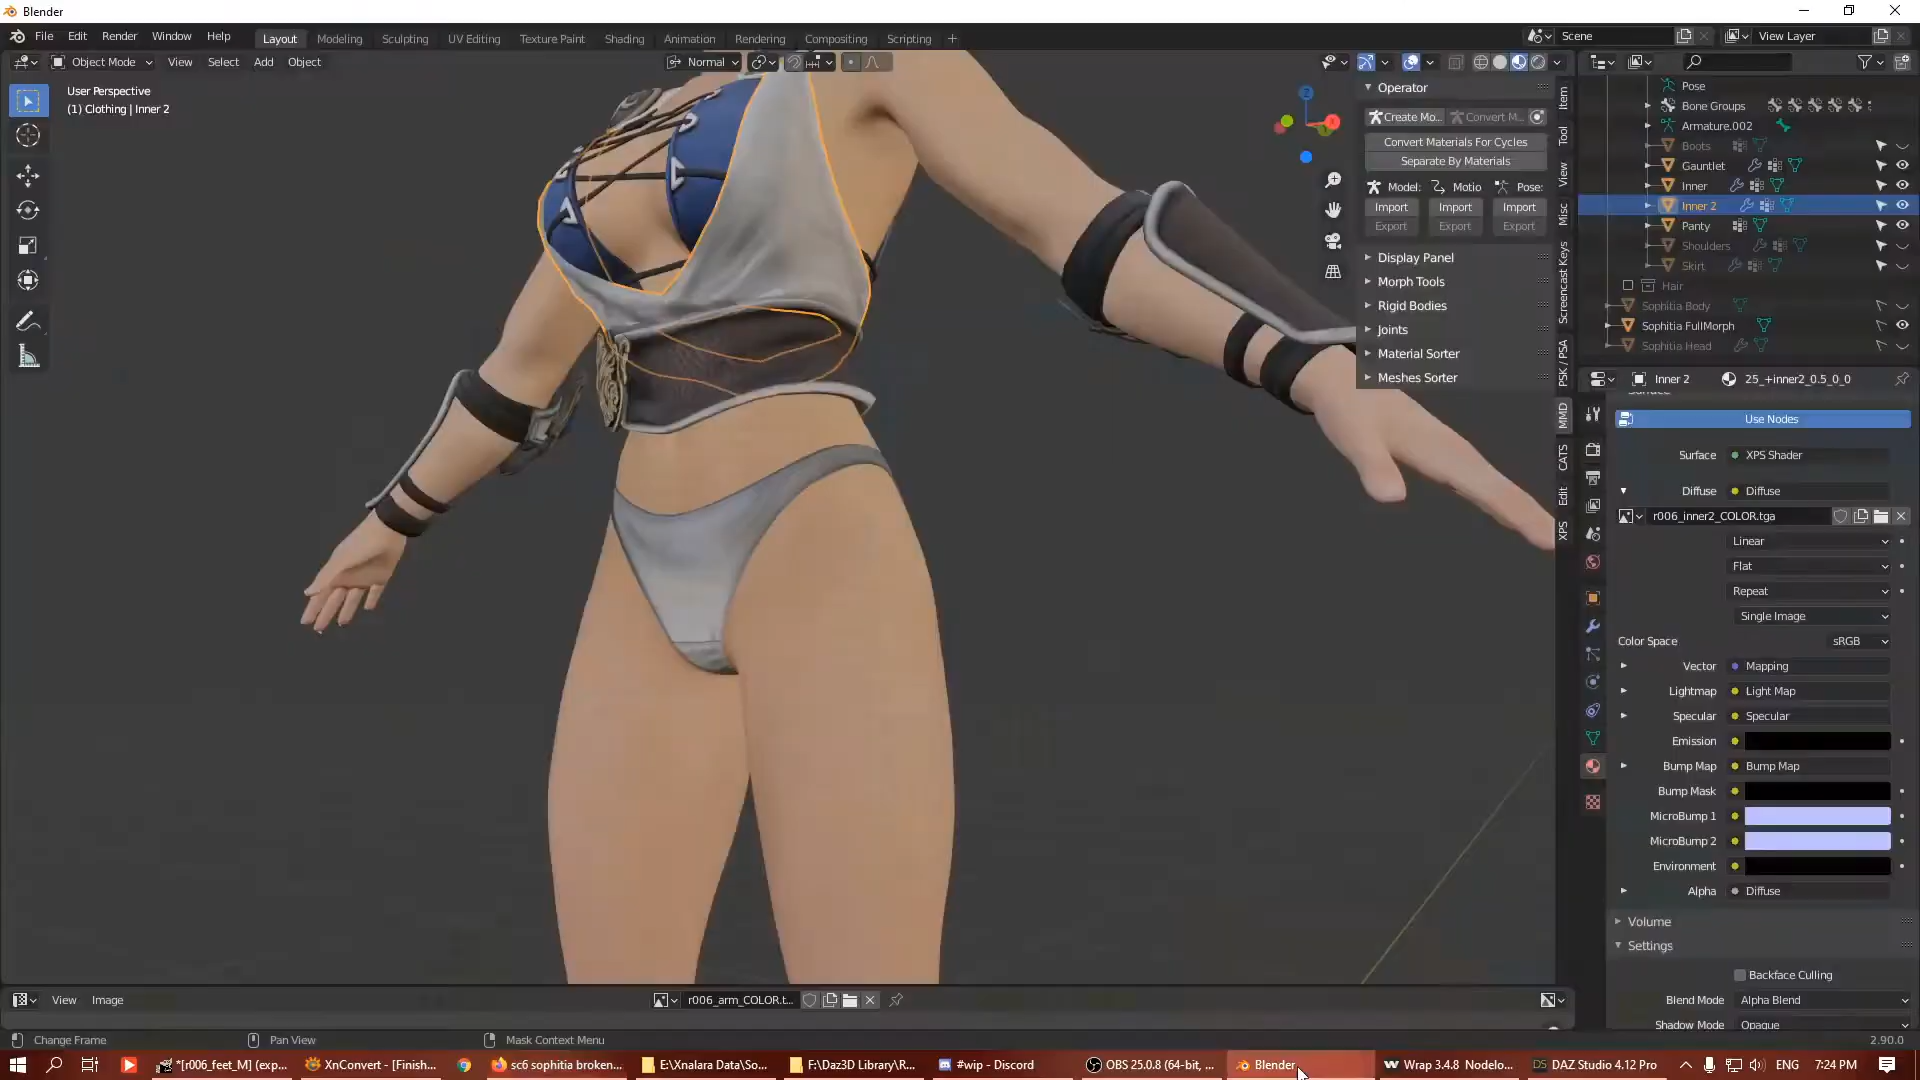 Blender
File Edit Render Window Help
Layout Modeling Sculpting UV Editing Texture Paint Shading Animation Rendering Compositing Scripting +
Scene View Layer
Object Mode View Select Add Object
Normal
User Perspective
(1) Clothing | Inner 2
Operator
Create Mo... Convert M...
Convert Materials For Cycles
Separate By Materials
Model: Motio Pose:
Import Import Import
Export Export Export
Display Panel
Morph Tools
Rigid Bodies
Joints
Material Sorter
Meshes Sorter
Item
Tool
View
Misc
Screencast Keys
PSK / PSA
MMD
CATS
Edit
XPS
Pose
Bone Groups
Armature.002
Boots
Gauntlet
Inner
Inner 2
Panty
Shoulders
Skirt
Hair
Sophitia Body
Sophitia FullMorph
Sophitia Head
Inner 2 25_+inner2_0.5_0_0
Surface
Use Nodes
Surface XPS Shader
Diffuse Diffuse
r006_inner2_COLOR.tga
Linear
Flat
Repeat
Single Image
Color Space sRGB
Vector Mapping
Lightmap Light Map
Specular Specular
Emission
Bump Map Bump Map
Bump Mask
MicroBump 1
MicroBump 2
Environment
Alpha Diffuse
Volume
Settings
Backface Culling
Blend Mode Alpha Blend
Shadow Mode Opaque
View Image r006_arm_COLOR.t...
Change Frame Pan View Mask Context Menu 2.90.0
*[r006_feet_M] (exp... XnConvert - [Finish... sc6 sophitia broken... E:\Xnalara Data\So... F:\Daz3D Library\R... #wip - Discord OBS 25.0.8 (64-bit, ... Blender Wrap 3.4.8 Nodelo... DAZ Studio 4.12 Pro ENG 7:24 PM